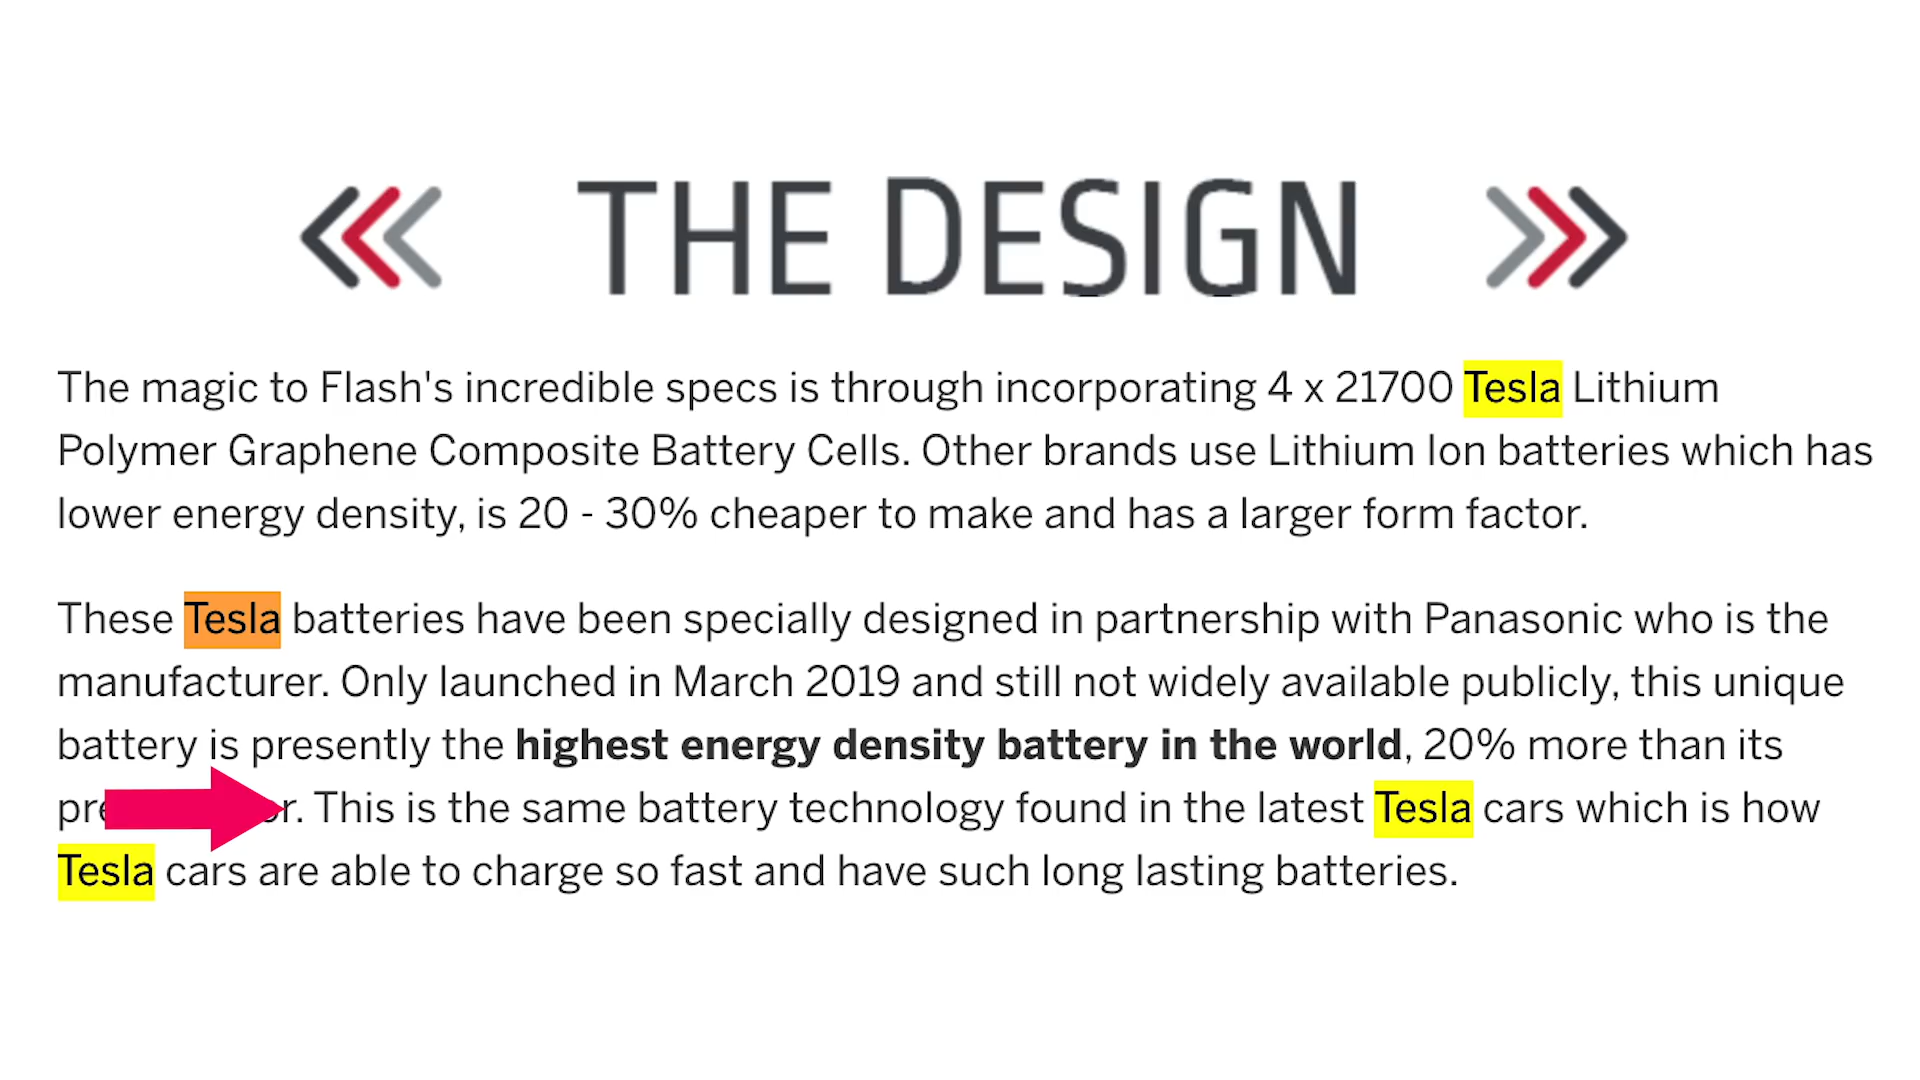 THE DESIGN
The magic to Flash's incredible specs is through incorporating 4 x 21700 Tesla Lithium
Polymer Graphene Composite Battery Cells. Other brands use Lithium Ion batteries which has
lower energy density, is 20 - 30% cheaper to make and has a larger form factor.
These Tesla batteries have been specially designed in partnership with Panasonic who is the
manufacturer. Only launched in March 2019 and still not widely available publicly, this unique
battery is presently the highest energy density battery in the world, 20% more than its
This is the same battery technology found in the latest Tesla cars which is how
Tesla cars are able to charge so fast and have such long lasting batteries.